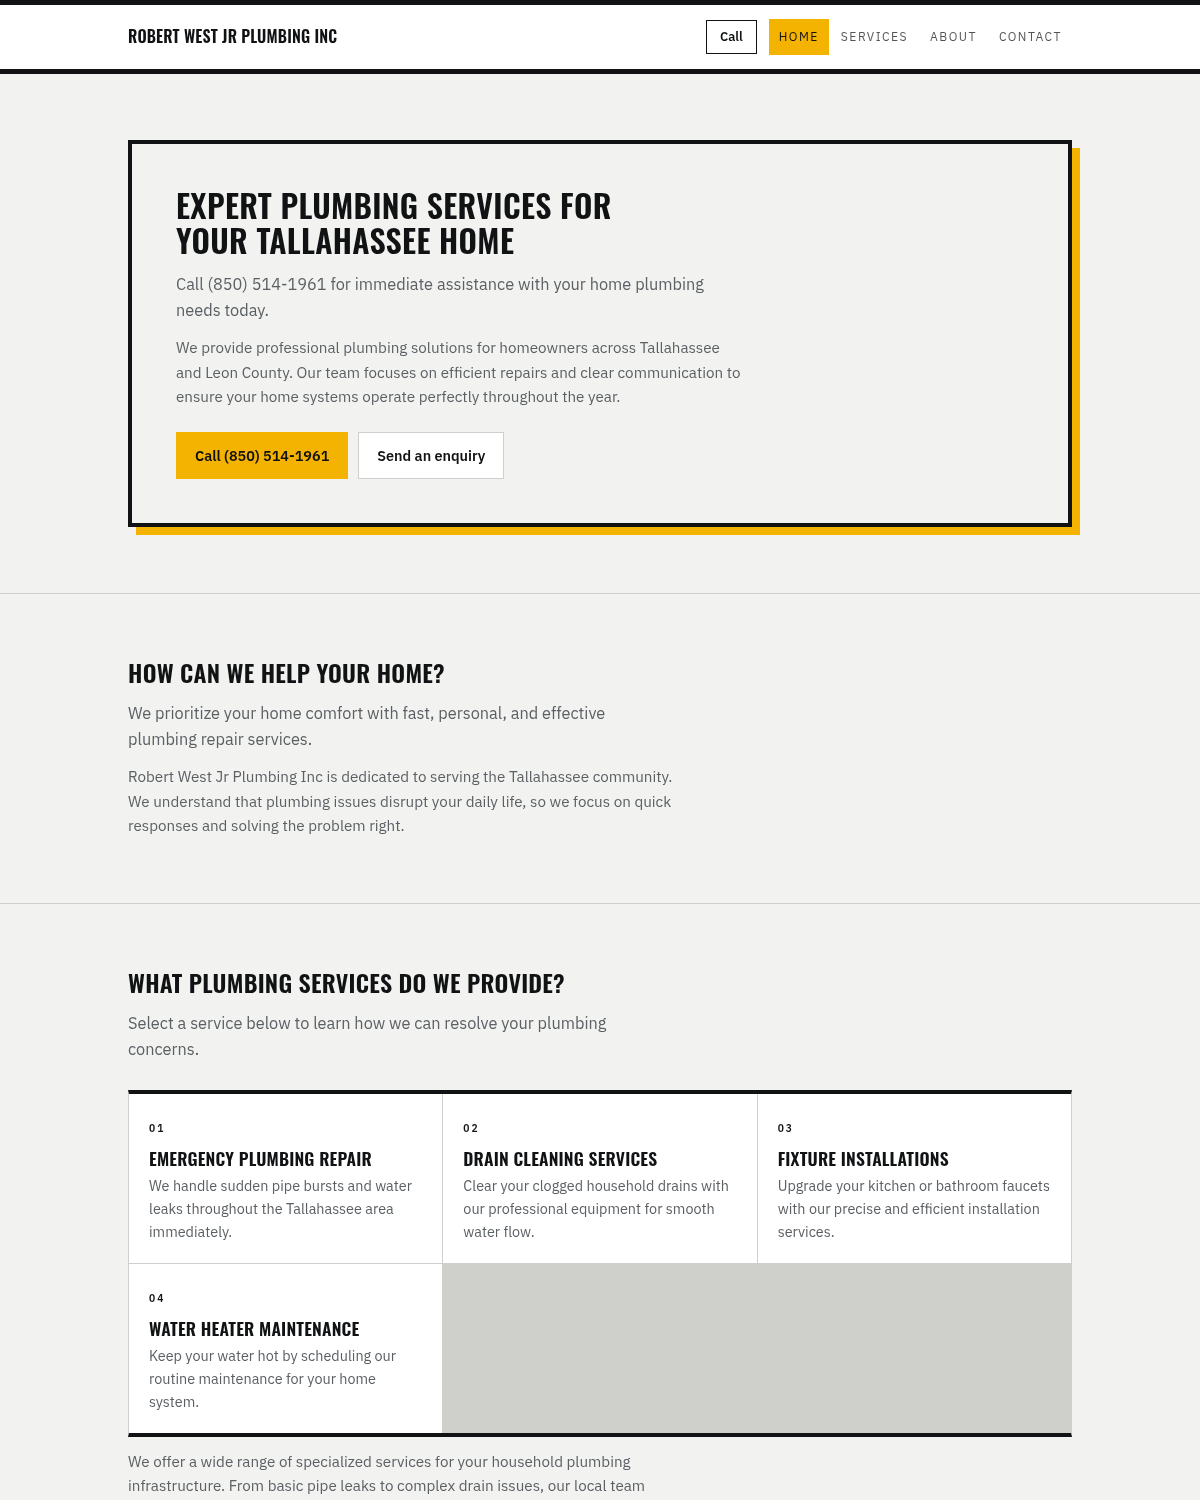 ROBERT WEST JR PLUMBING INC
Call HOME SERVICES ABOUT CONTACT
EXPERT PLUMBING SERVICES FOR
YOUR TALLAHASSEE HOME
Call (850) 514-1961 for immediate assistance with your home plumbing
needs today.
We provide professional plumbing solutions for homeowners across Tallahassee
and Leon County. Our team focuses on efficient repairs and clear communication to
ensure your home systems operate perfectly throughout the year.
Call (850) 514-1961 Send an enquiry
HOW CAN WE HELP YOUR HOME?
We prioritize your home comfort with fast, personal, and effective
plumbing repair services.
Robert West Jr Plumbing Inc is dedicated to serving the Tallahassee community.
We understand that plumbing issues disrupt your daily life, so we focus on quick
responses and solving the problem right.
WHAT PLUMBING SERVICES DO WE PROVIDE?
Select a service below to learn how we can resolve your plumbing
concerns.
01
EMERGENCY PLUMBING REPAIR
We handle sudden pipe bursts and water
leaks throughout the Tallahassee area
immediately.
02
DRAIN CLEANING SERVICES
Clear your clogged household drains with
our professional equipment for smooth
water flow.
03
FIXTURE INSTALLATIONS
Upgrade your kitchen or bathroom faucets
with our precise and efficient installation
services.
04
WATER HEATER MAINTENANCE
Keep your water hot by scheduling our
routine maintenance for your home
system.
We offer a wide range of specialized services for your household plumbing
infrastructure. From basic pipe leaks to complex drain issues, our local team